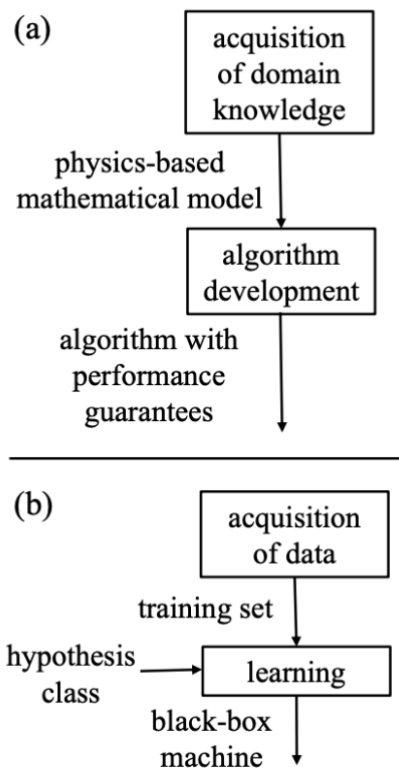 (a)
acquisition
of domain
knowledge
physics-based
mathematical model
algorithm
development
algorithm with
performance
guarantees
(b)
acquisition
of data
training set
hypothesis
class
learning
black-box
machine